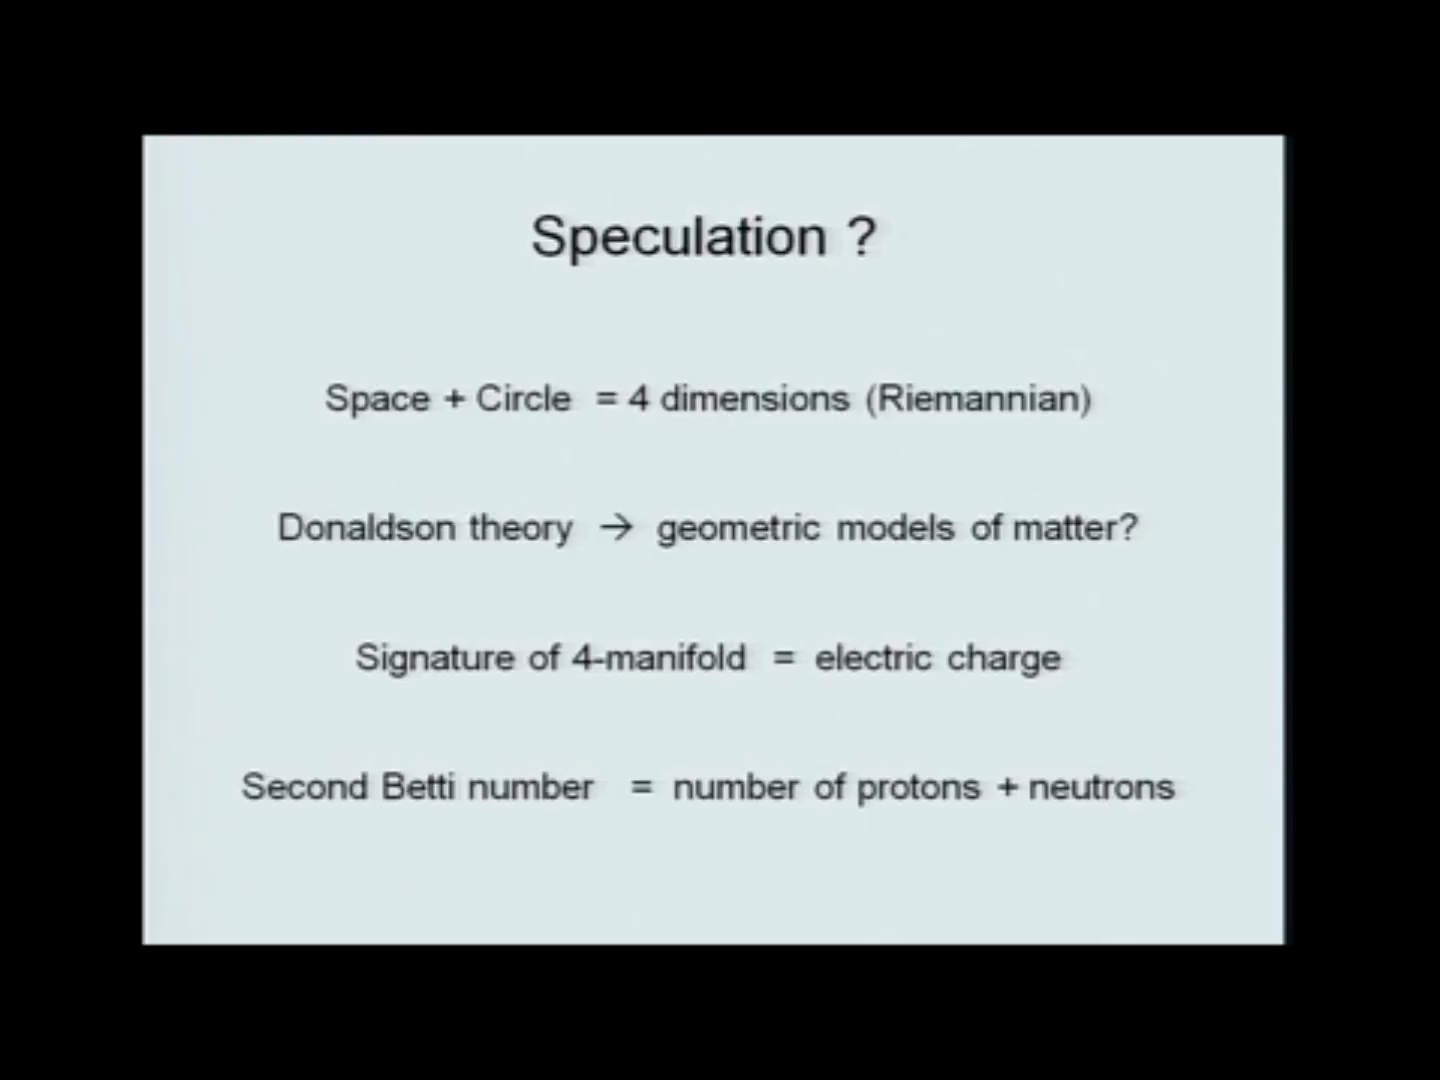 Speculation ?
Space + Circle = 4 dimensions (Riemannian)
Donaldson theory → geometric models of matter?
Signature of 4-manifold = electric charge
Second Betti number = number of protons + neutrons